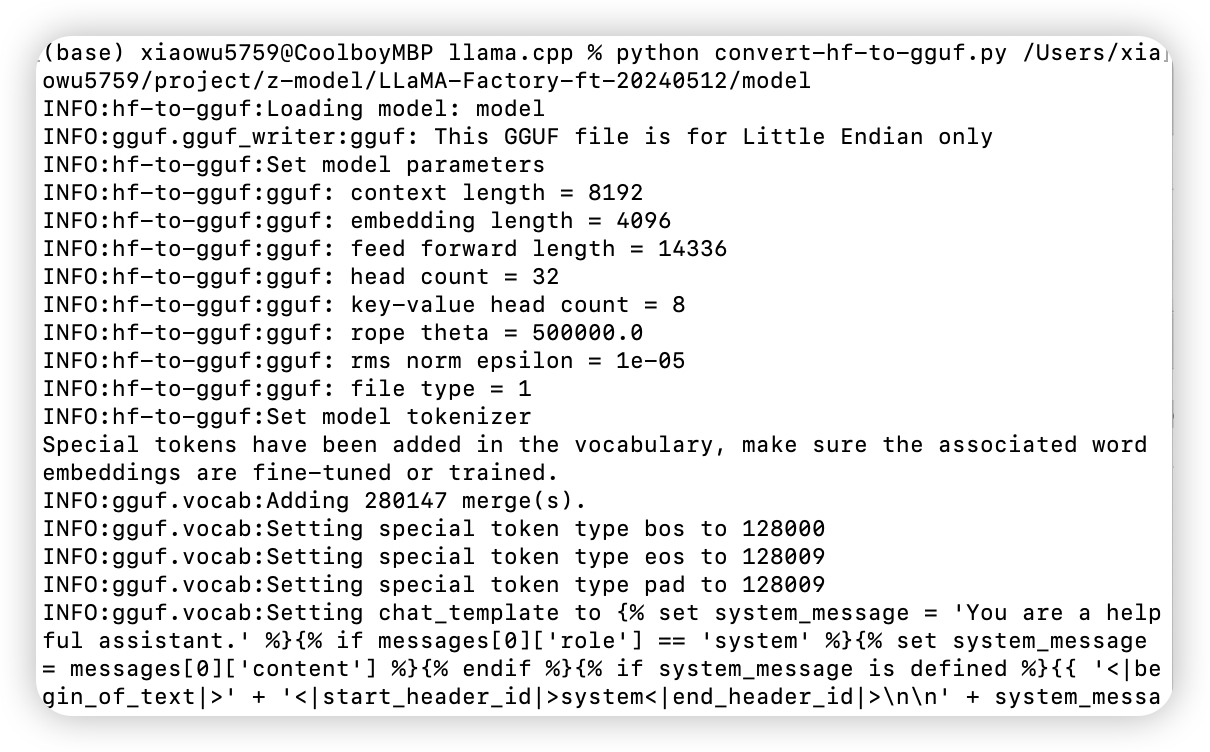 (base) xiaowu5759@CoolboyMBP llama.cpp % python convert-hf-to-gguf.py /Users/xia
owu5759/project/z-model/LLaMA-Factory-ft-20240512/model
INFO:hf-to-gguf:Loading model: model
INFO:gguf.gguf_writer:gguf: This GGUF file is for Little Endian only
INFO:hf-to-gguf:Set model parameters
INFO:hf-to-gguf:gguf: context length = 8192
INFO:hf-to-gguf:gguf: embedding length = 4096
INFO:hf-to-gguf:gguf: feed forward length = 14336
INFO:hf-to-gguf:gguf: head count = 32
INFO:hf-to-gguf:gguf: key-value head count = 8
INFO:hf-to-gguf:gguf: rope theta = 500000.0
INFO:hf-to-gguf:gguf: rms norm epsilon = 1e-05
INFO:hf-to-gguf:gguf: file type = 1
INFO:hf-to-gguf:Set model tokenizer
Special tokens have been added in the vocabulary, make sure the associated word
embeddings are fine-tuned or trained.
INFO:gguf.vocab:Adding 280147 merge(s).
INFO:gguf.vocab:Setting special token type bos to 128000
INFO:gguf.vocab:Setting special token type eos to 128009
INFO:gguf.vocab:Setting special token type pad to 128009
INFO:gguf.vocab:Setting chat_template to {% set system_message = 'You are a help
ful assistant.' %}{% if messages[0]['role'] == 'system' %}{% set system_message
= messages[0]['content'] %}{% endif %}{% if system_message is defined %}{{ '<|be
gin_of_text|>' + '<|start_header_id|>system<|end_header_id|>\n\n' + system_messa